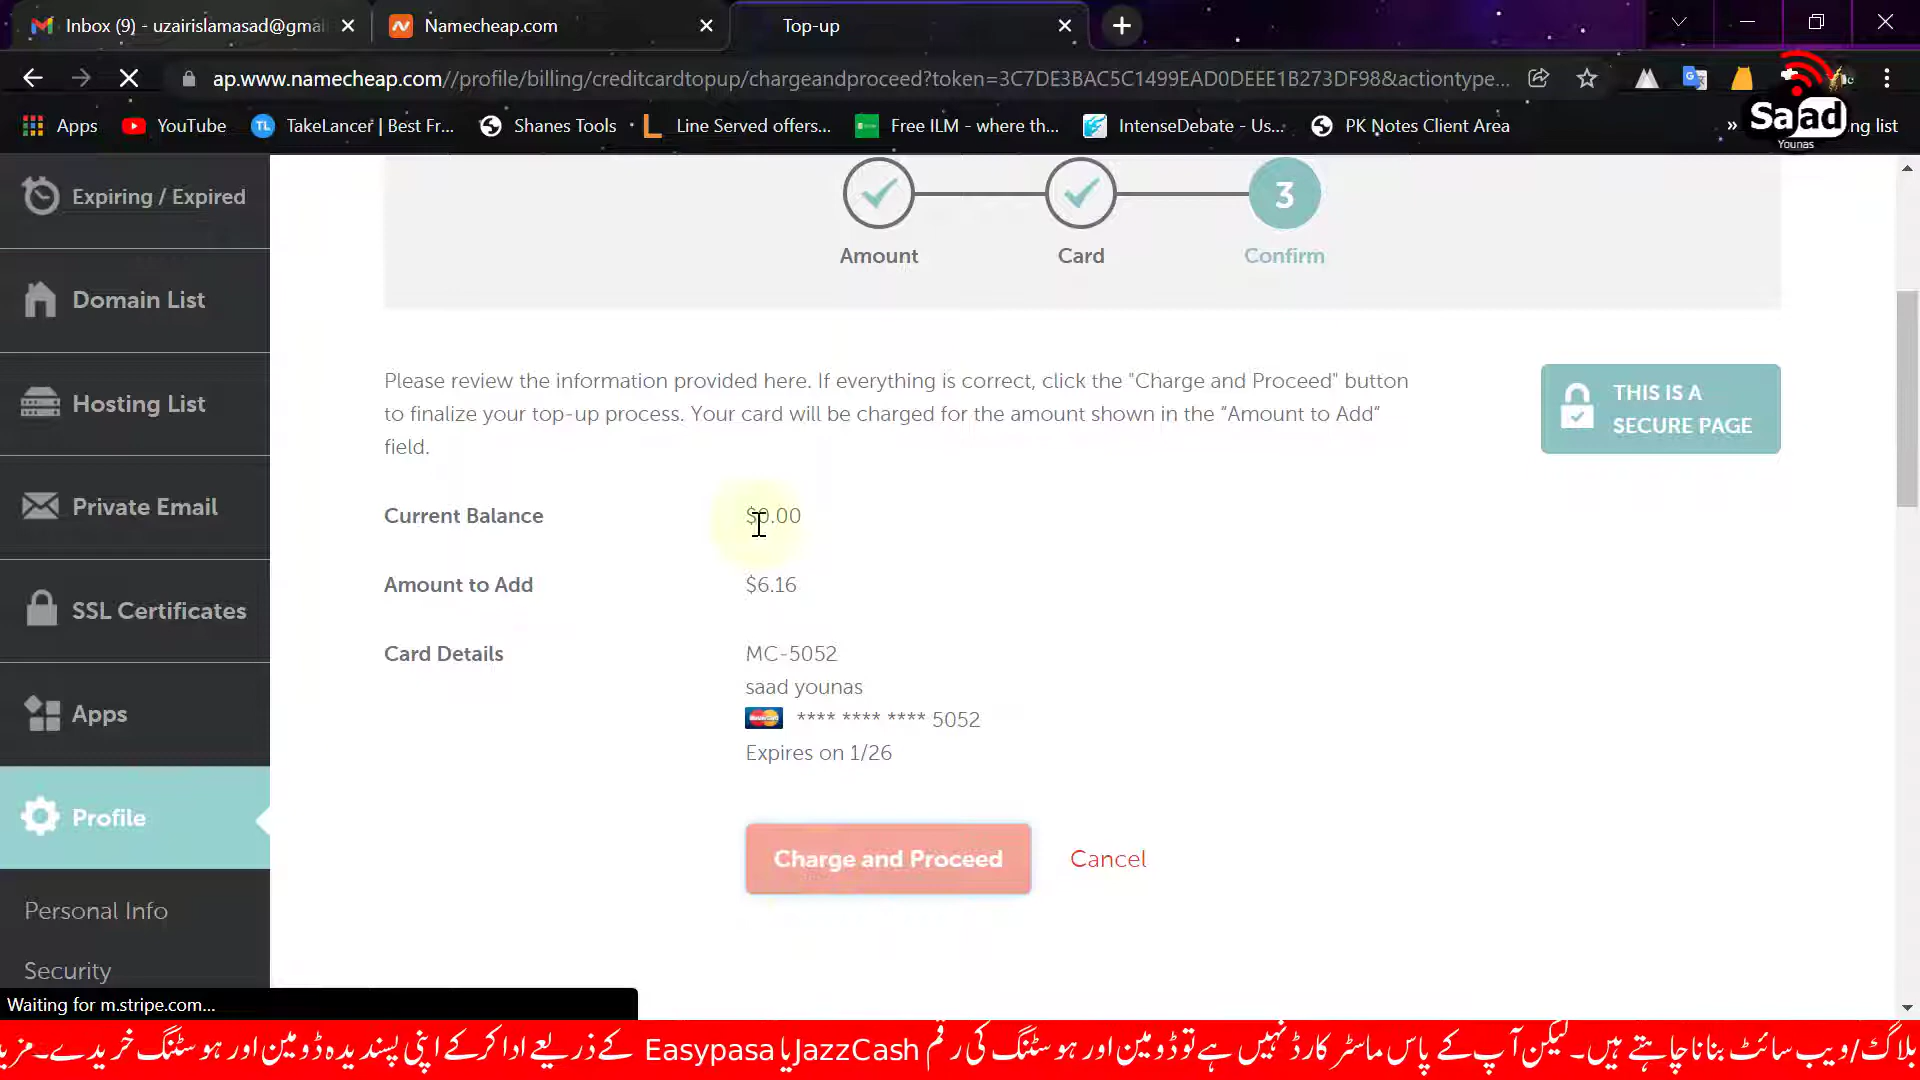 Inbox (9) - uzairislamasad@gmai
Namecheap.com
Top-up
ap.www.namecheap.com//profile/billing/creditcardtopup/chargeandproceed?token=3C7DE3BAC5C1499EAD0DEEE1B273DF98&actiontype...
Apps
YouTube
TakeLancer | Best Fr...
Shanes Tools
Line Served offers...
Free ILM - where th...
IntenseDebate - Us...
PK Notes Client Area
»
ng list
Saad
Younas
Expiring / Expired
Domain List
Hosting List
Private Email
SSL Certificates
Apps
Profile
Personal Info
Security
3
Amount
Card
Confirm
Please review the information provided here. If everything is correct, click the "Charge and Proceed" button
to finalize your top-up process. Your card will be charged for the amount shown in the “Amount to Add”
field.
THIS IS A
SECURE PAGE
Current Balance
$0.00
Amount to Add
$6.16
Card Details
MC-5052
saad younas
**** **** **** 5052
Expires on 1/26
Charge and Proceed
Cancel
Waiting for m.stripe.com...
بلاگ/ویب سائٹ بنانا چاہتے ہیں۔ لیکن آپ کے پاس ماسٹر کارڈ نہیں ہے تو ڈومین اور ہوسٹنگ کی رقم JazzCash یا Easypasa کے ذریعے ادا کر کے اپنی پسندیدہ ڈومین اور ہوسٹنگ خریدے۔ مزید